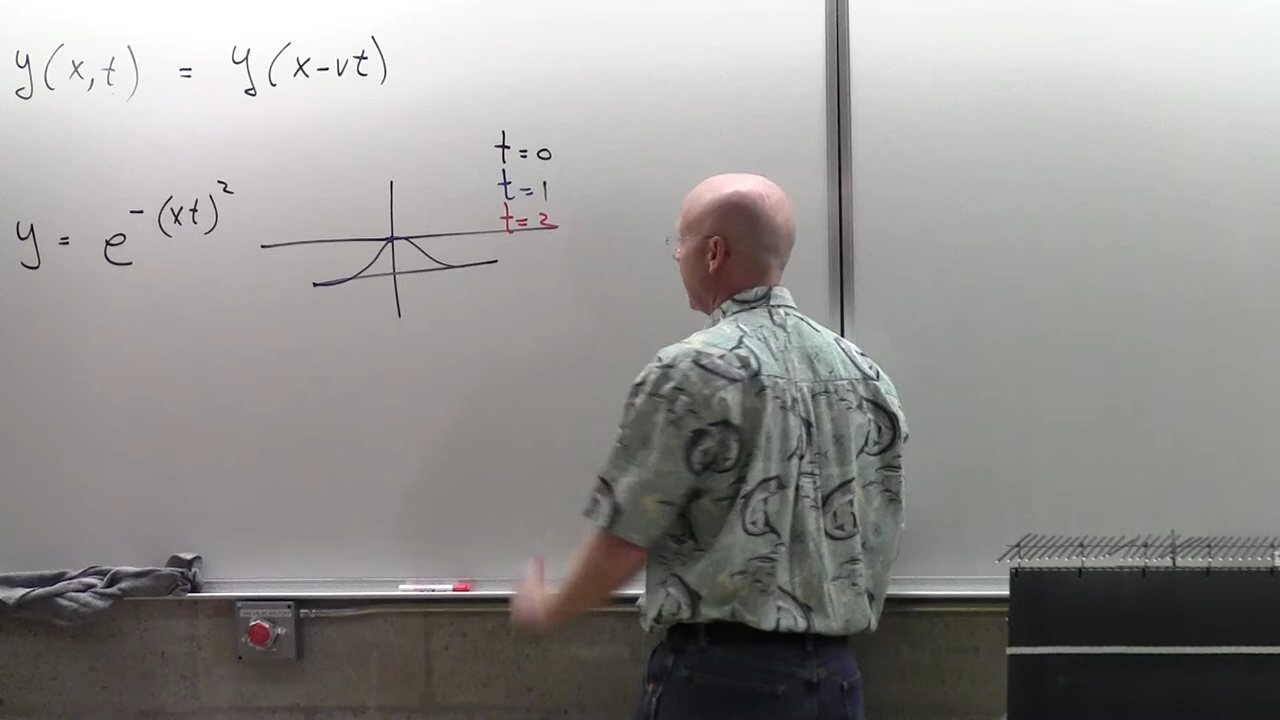 y(x,t) = y(x-vt)
t=0
t=1
t=2
y = e^-(xt)^2